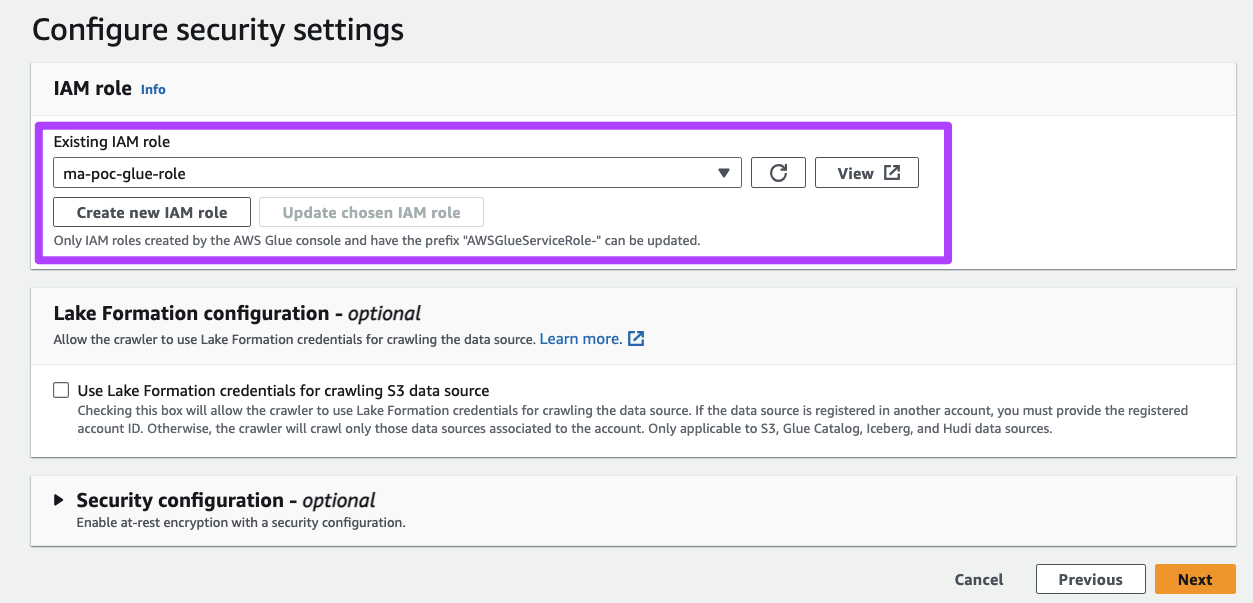 Configure security settings
IAM role Info
Existing IAM role
ma-poc-glue-role
View
Create new IAM role
Update chosen IAM role
Only IAM roles created by the AWS Glue console and have the prefix "AWSGlueServiceRole-" can be updated.
Lake Formation configuration - optional
Allow the crawler to use Lake Formation credentials for crawling the data source. Learn more.
Use Lake Formation credentials for crawling S3 data source
Checking this box will allow the crawler to use Lake Formation credentials for crawling the data source. If the data source is registered in another account, you must provide the registered
account ID. Otherwise, the crawler will crawl only those data sources associated to the account. Only applicable to S3, Glue Catalog, Iceberg, and Hudi data sources.
Security configuration - optional
Enable at-rest encryption with a security configuration.
Cancel
Previous
Next